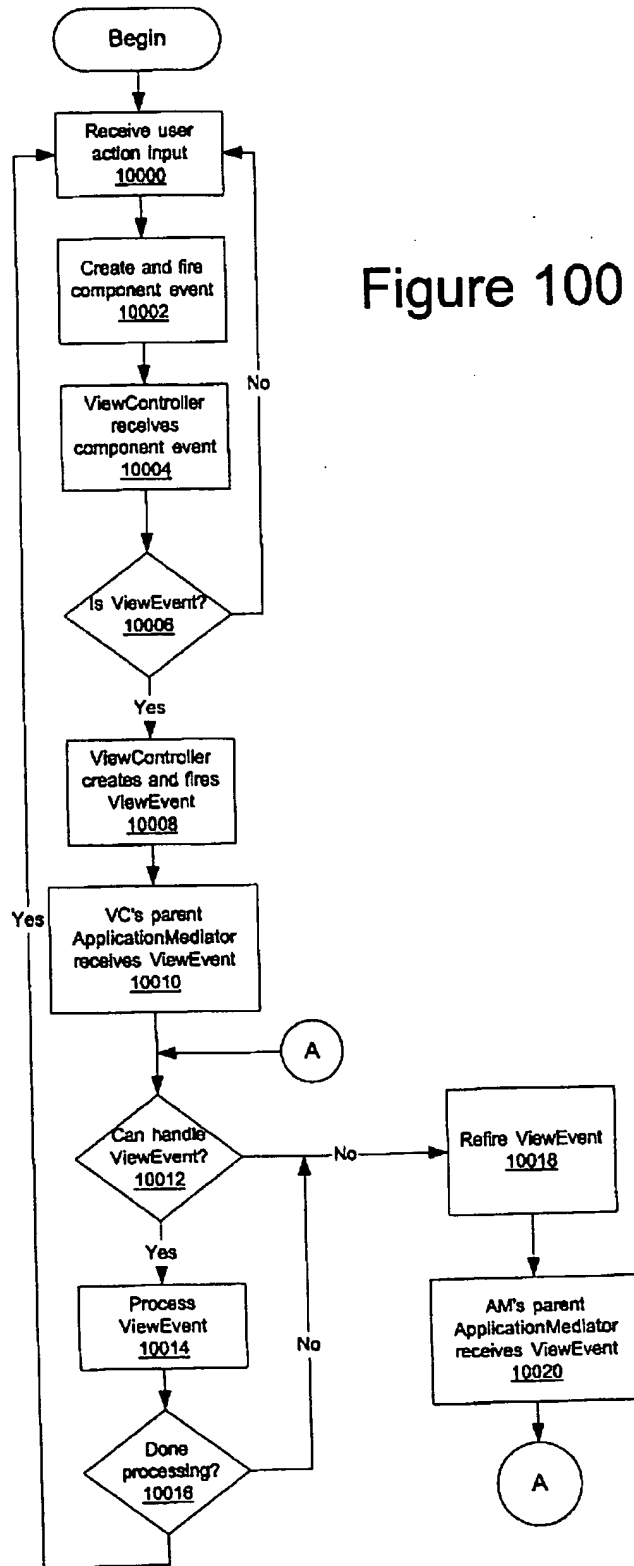 Begin
Receive user
action input
10000
Create and fire
component event
10002
Figure 100
No
ViewController
receives
component event
10004
Is ViewEvent?
10006
Yes
ViewController
creates and fires
ViewEvent
10008
Yes
VC's parent
ApplicationMediator
receives ViewEvent
10010
A
Can handle
ViewEvent?
10012
No
Refire ViewEvent
10018
Yes
Process
ViewEvent
10014
No
AM's parent
ApplicationMediator
receives ViewEvent
10020
Done
processing?
10016
A